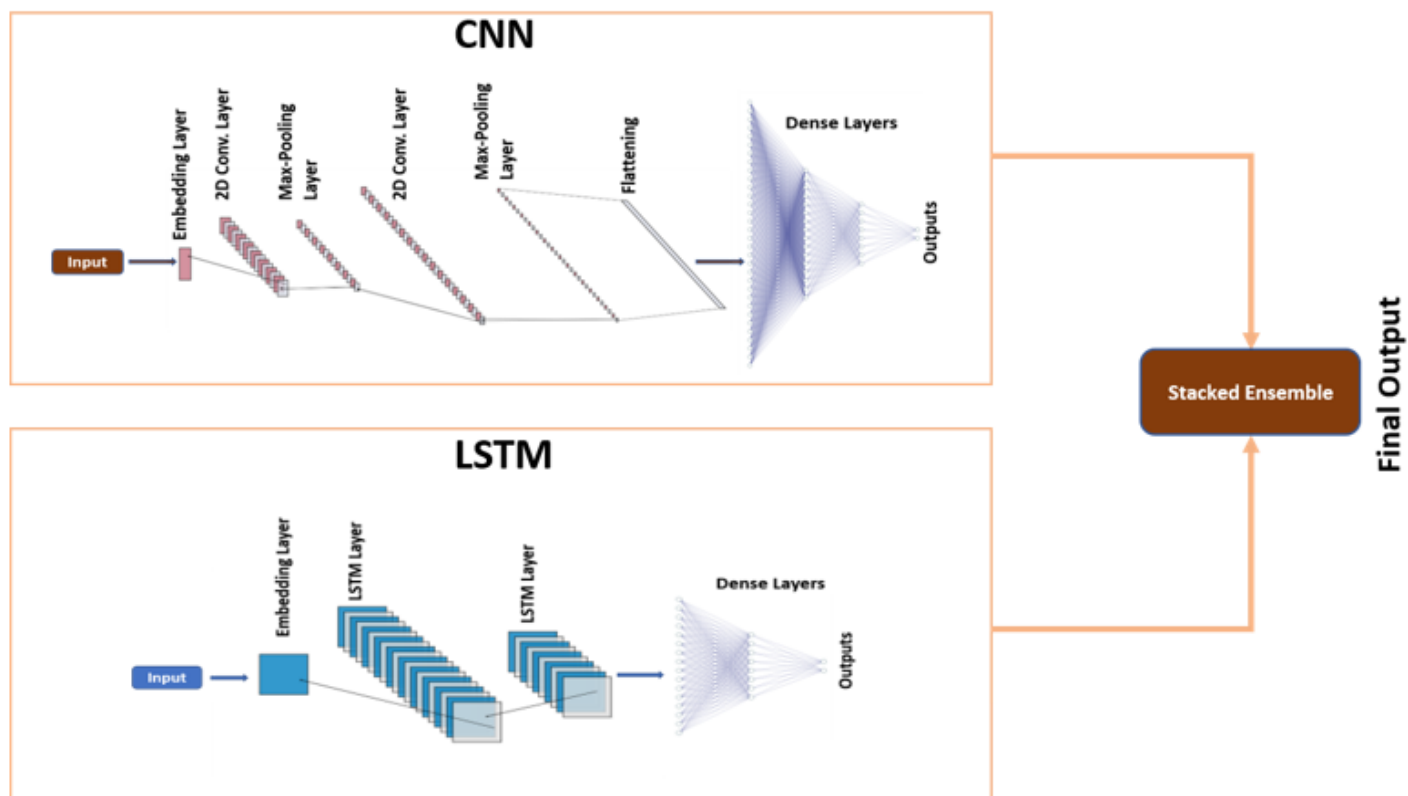 CNN
Embedding Layer
2D Conv. Layer
Max-Pooling
Layer
2D Conv. Layer
Max-Pooling
Layer
Flattening
Dense Layers
Input
Outputs
Stacked Ensemble
Final Output
LSTM
Embedding Layer
LSTM Layer
LSTM Layer
Dense Layers
Input
Outputs